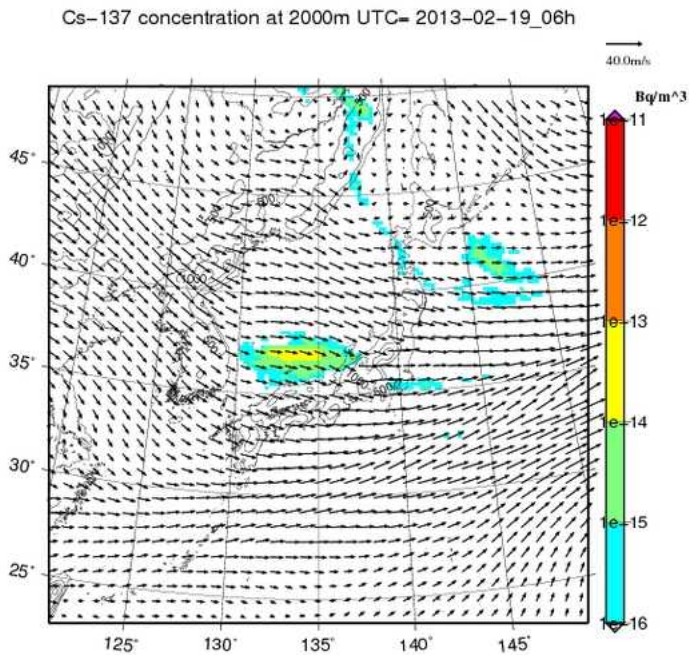 Cs-137 concentration at 2000m UTC= 2013-02-19_06h
40.0m/s
Bq/m^3
1e-11
1e-12
1e-13
1e-14
1e-15
1e-16
45°
40°
35°
30°
25°
125°
130°
135°
140°
145°